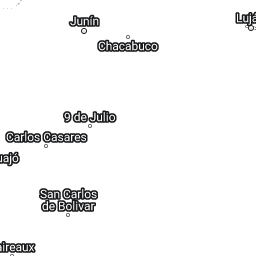 Junín
Luj
Chacabuco
9 de Julio
Carlos Casares
uajó
San Carlos
de Bolívar
ireaux